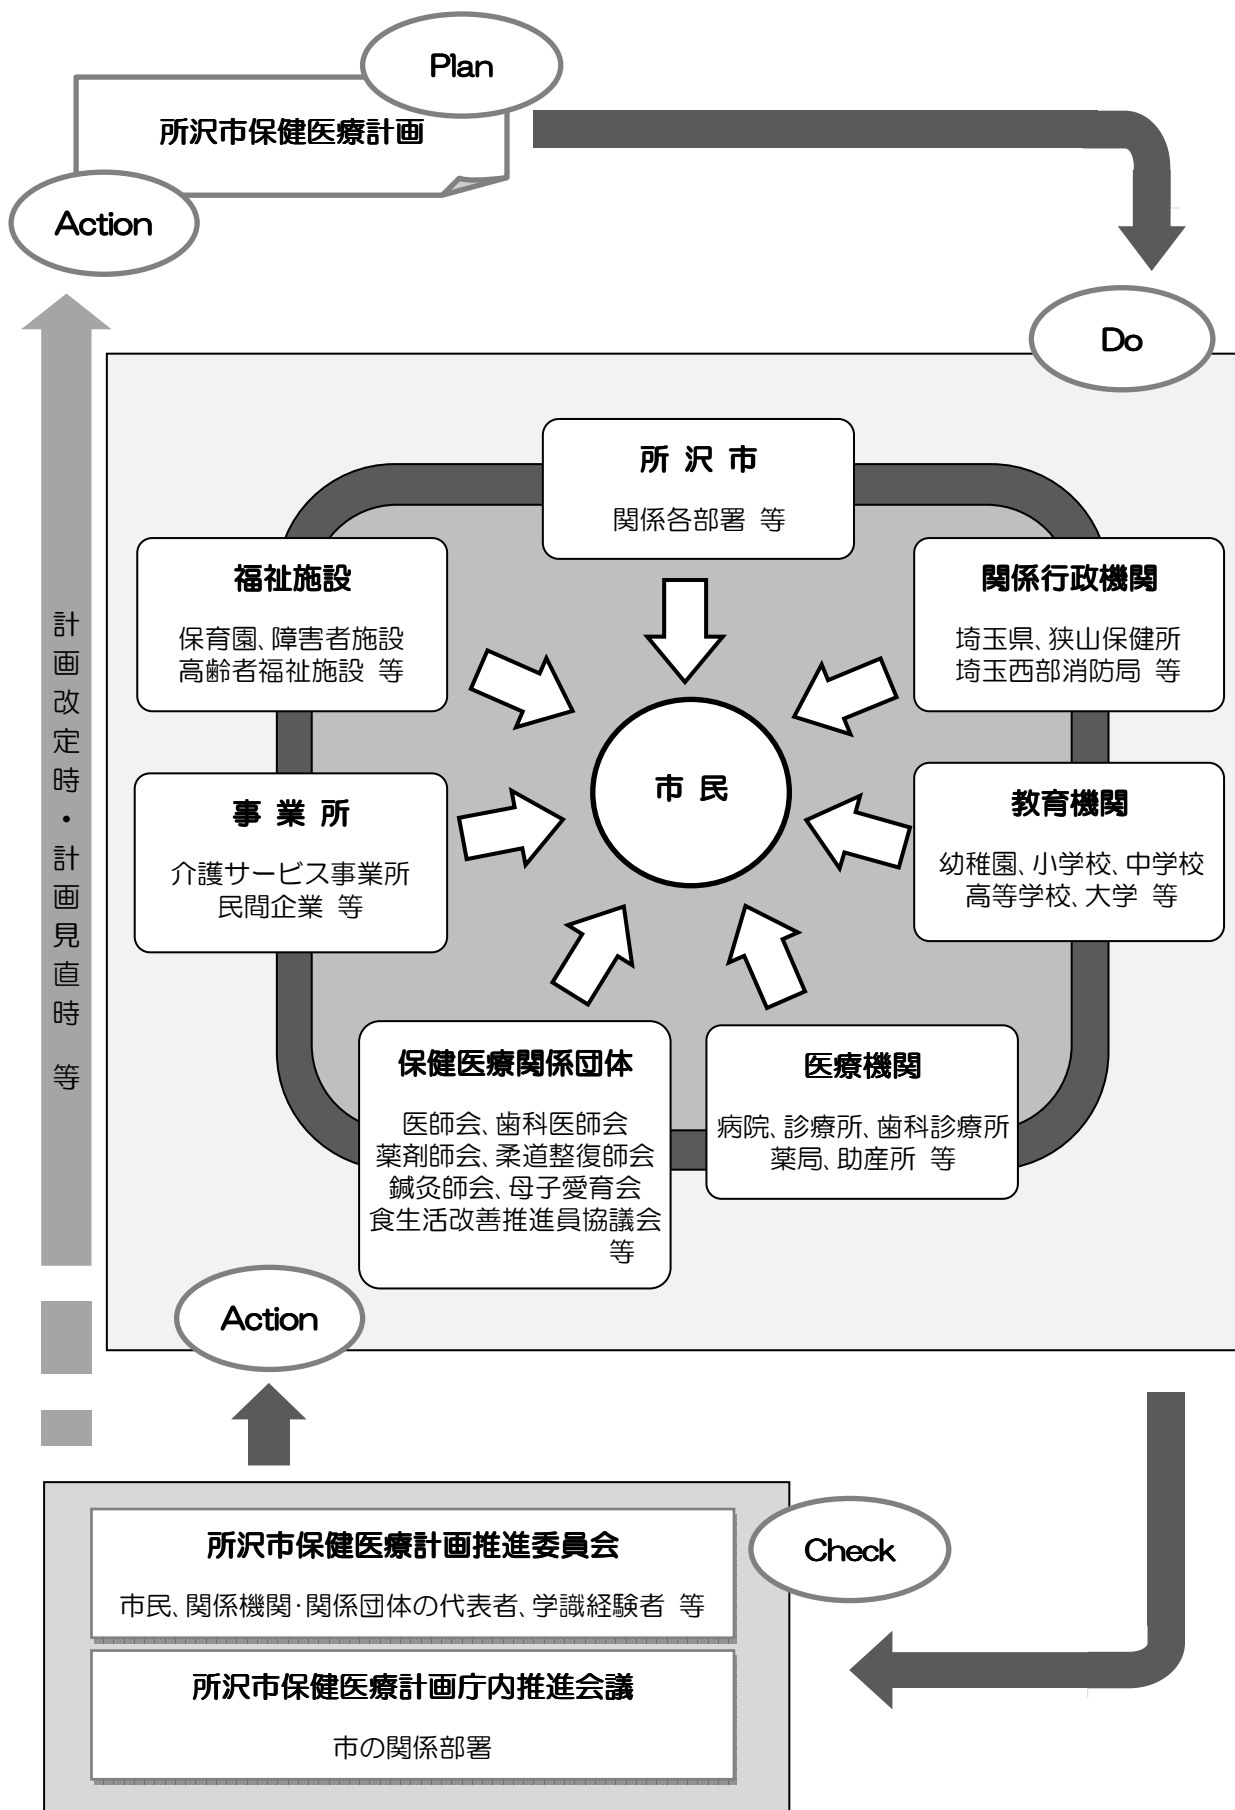 Plan
所沢市保健医療計画
Action
Do
所沢市
関係各部署 等
福祉施設
保育園、障害者施設
高齢者福祉施設 等
関係行政機関
埼玉県、狭山保健所
埼玉西部消防局 等
市民
事業所
介護サービス事業所
民間企業 等
教育機関
幼稚園、小学校、中学校
高等学校、大学 等
保健医療関係団体
医師会、歯科医師会
薬剤師会、柔道整復師会
鍼灸師会、母子愛育会
食生活改善推進員協議会
等
医療機関
病院、診療所、歯科診療所
薬局、助産所 等
計画改定時・計画見直時 等
Action
Check
所沢市保健医療計画推進委員会
市民、関係機関・関係団体の代表者、学識経験者 等
所沢市保健医療計画庁内推進会議
市の関係部署